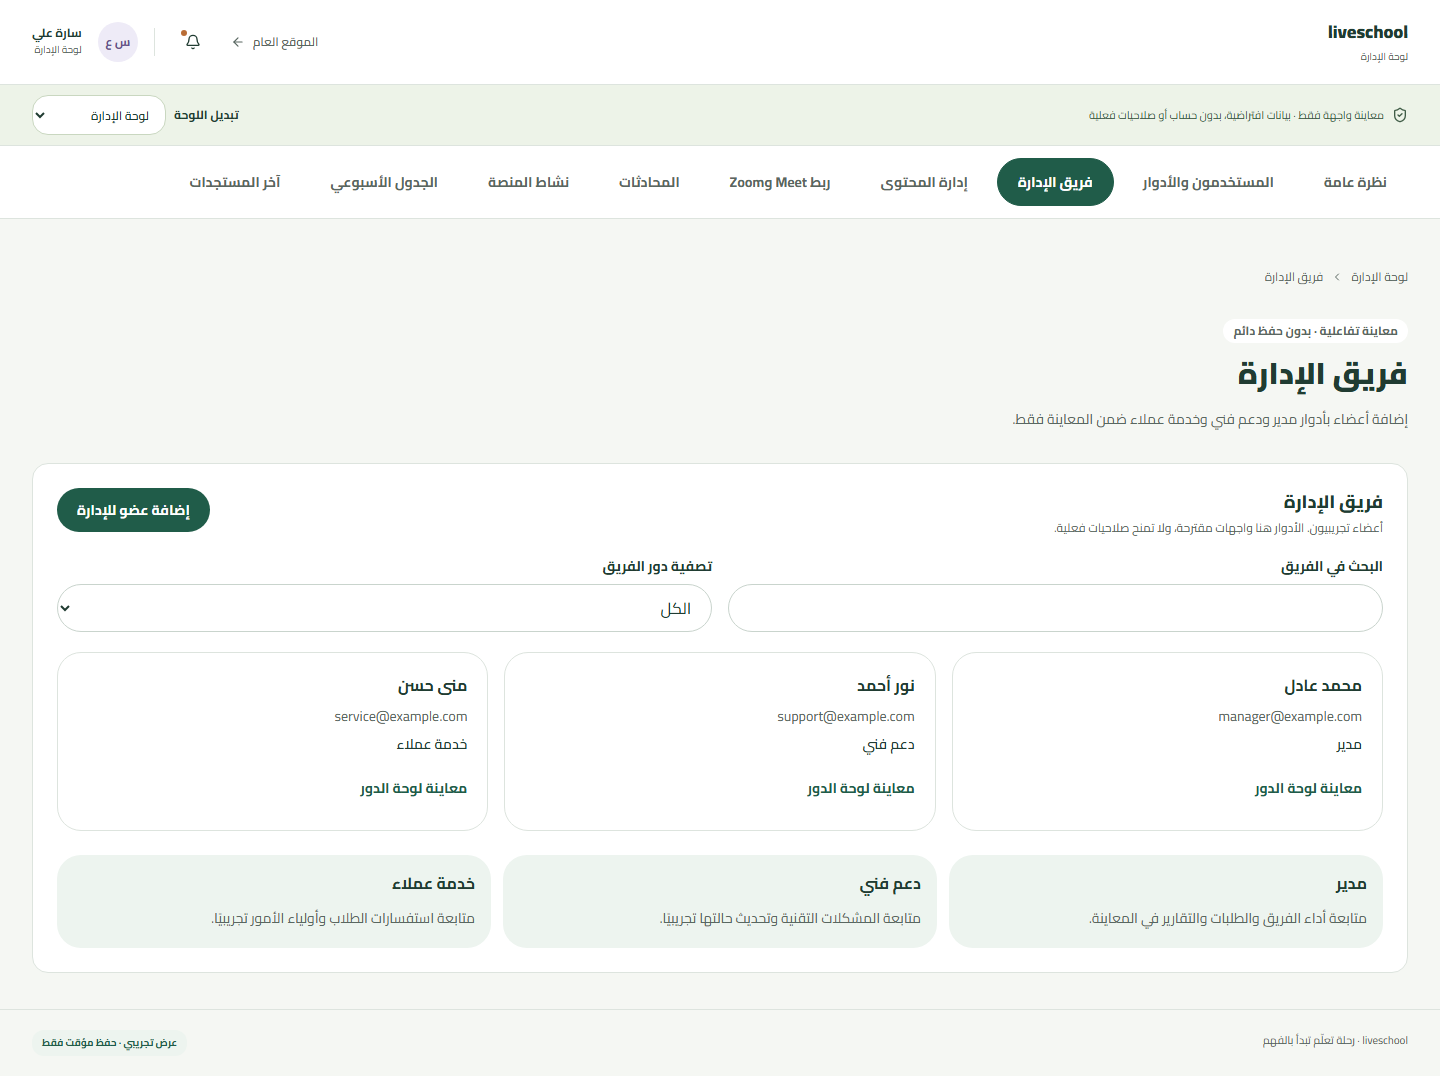 liveschool
لوحة الإدارة
الموقع العام
س ع
سارة علي
لوحة الإدارة
معاينة واجهة فقط · بيانات افتراضية، بدون حساب أو صلاحيات فعلية
تبديل اللوحة
لوحة الإدارة
نظرة عامة
المستخدمون والأدوار
فريق الإدارة
إدارة المحتوى
ربط Zoomو Meet
المحادثات
نشاط المنصة
الجدول الأسبوعي
آخر المستجدات
لوحة الإدارة
فريق الإدارة
معاينة تفاعلية · بدون حفظ دائم
فريق الإدارة
إضافة أعضاء بأدوار مدير ودعم فني وخدمة عملاء ضمن المعاينة فقط.
فريق الإدارة
أعضاء تجريبيون. الأدوار هنا واجهات مقترحة، ولا تمنح صلاحيات فعلية.
إضافة عضو للإدارة
البحث في الفريق
تصفية دور الفريق
الكل
محمد عادل
manager@example.com
مدير
معاينة لوحة الدور
نور أحمد
support@example.com
دعم فني
معاينة لوحة الدور
منى حسن
service@example.com
خدمة عملاء
معاينة لوحة الدور
مدير
متابعة أداء الفريق والطلبات والتقارير في المعاينة.
دعم فني
متابعة المشكلات التقنية وتحديث حالتها تجريبيًا.
خدمة عملاء
متابعة استفسارات الطلاب وأولياء الأمور تجريبيًا.
liveschool · رحلة تعلّم تبدأ بالفهم
عرض تجريبي · حفظ مؤقت فقط